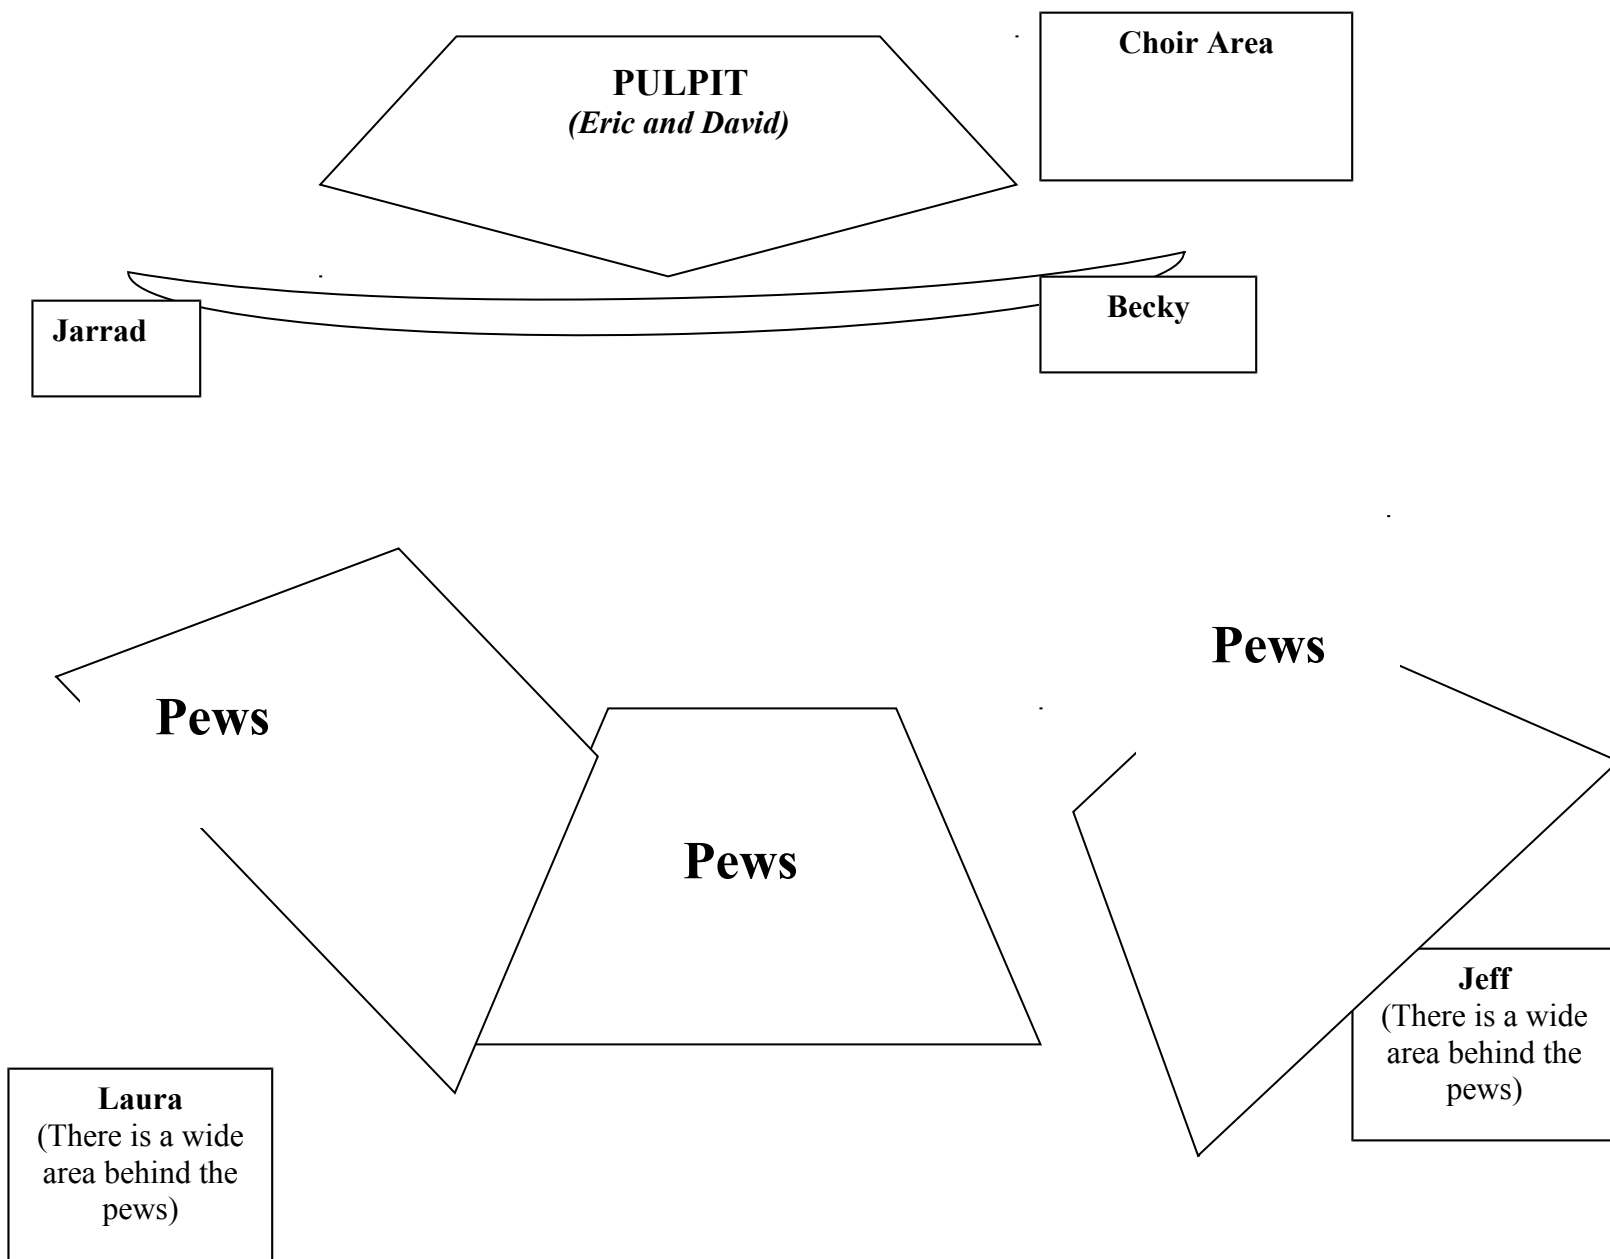 Choir Area
PULPIT
(Eric and David)
Becky
Jarrad
Pews
Pews
Pews
Jeff
(There is a wide
area behind the
pews)
Laura
(There is a wide
area behind the
pews)